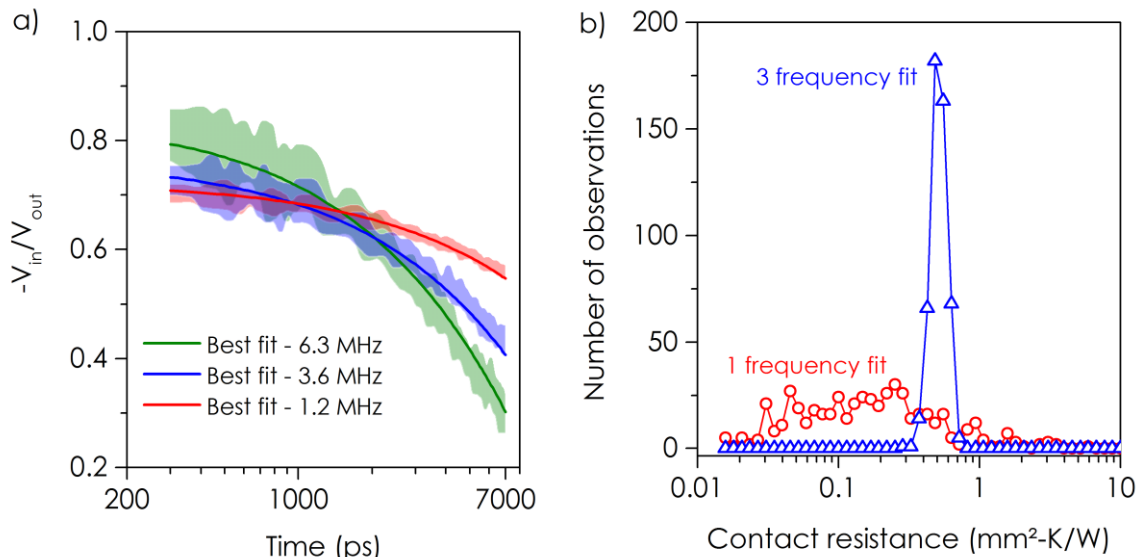 a)
1.0
0.8
0.6
0.4
0.2
-V_in/V_out
Best fit - 6.3 MHz
Best fit - 3.6 MHz
Best fit - 1.2 MHz
200
1000
7000
Time (ps)
b)
200
150
100
50
0
Number of observations
3 frequency fit
1 frequency fit
0.01
0.1
1
10
Contact resistance (mm²-K/W)